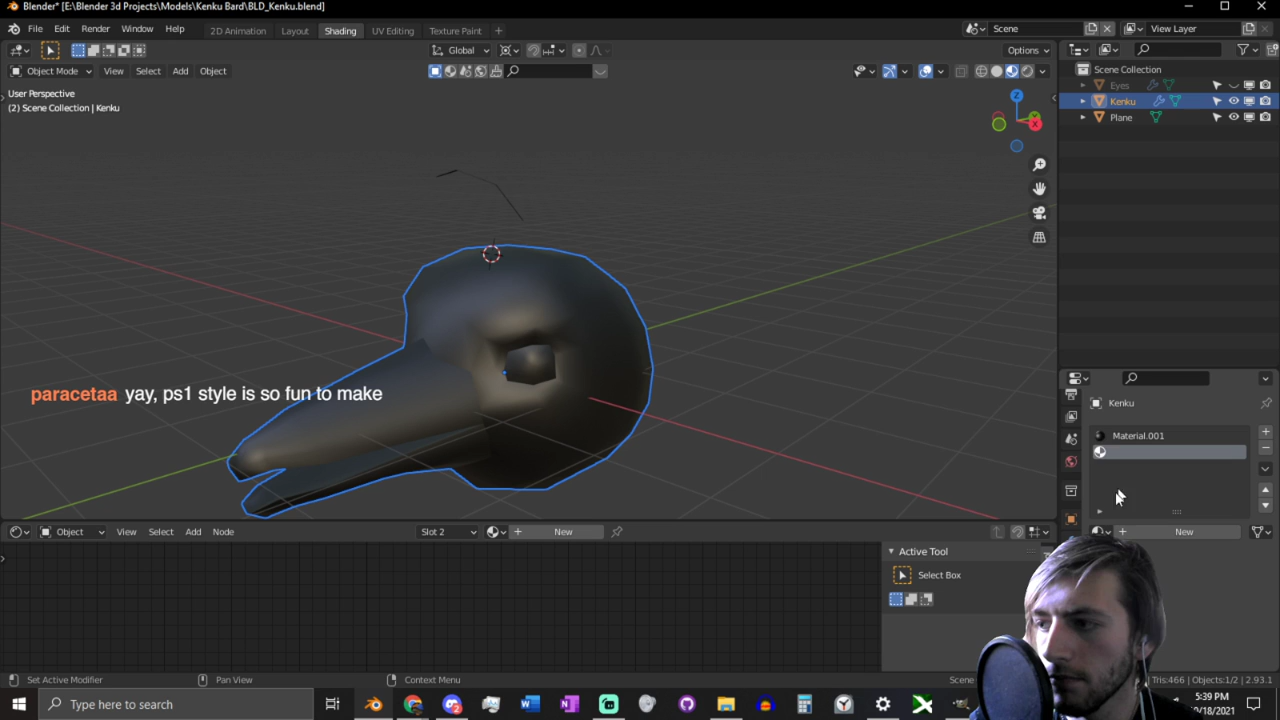 Blender* [E:\Blender 3d Projects\Models\Kenku Bard\BLD_Kenku.blend]
File Edit Render Window Help
2D Animation Layout Shading UV Editing Texture Paint +
Scene
View Layer
Global
Options
Object Mode View Select Add Object
User Perspective
(2) Scene Collection | Kenku
Z
Scene Collection
Eyes
Kenku
Plane
paracetaa yay, ps1 style is so fun to make
Kenku
Material.001
New
Object View Select Add Node
Slot 2
New
Active Tool
Select Box
Set Active Modifier
Pan View
Context Menu
Scene
Tris:466 | Objects:1/2 | 2.93.1
Type here to search
5:39 PM
10/18/2021